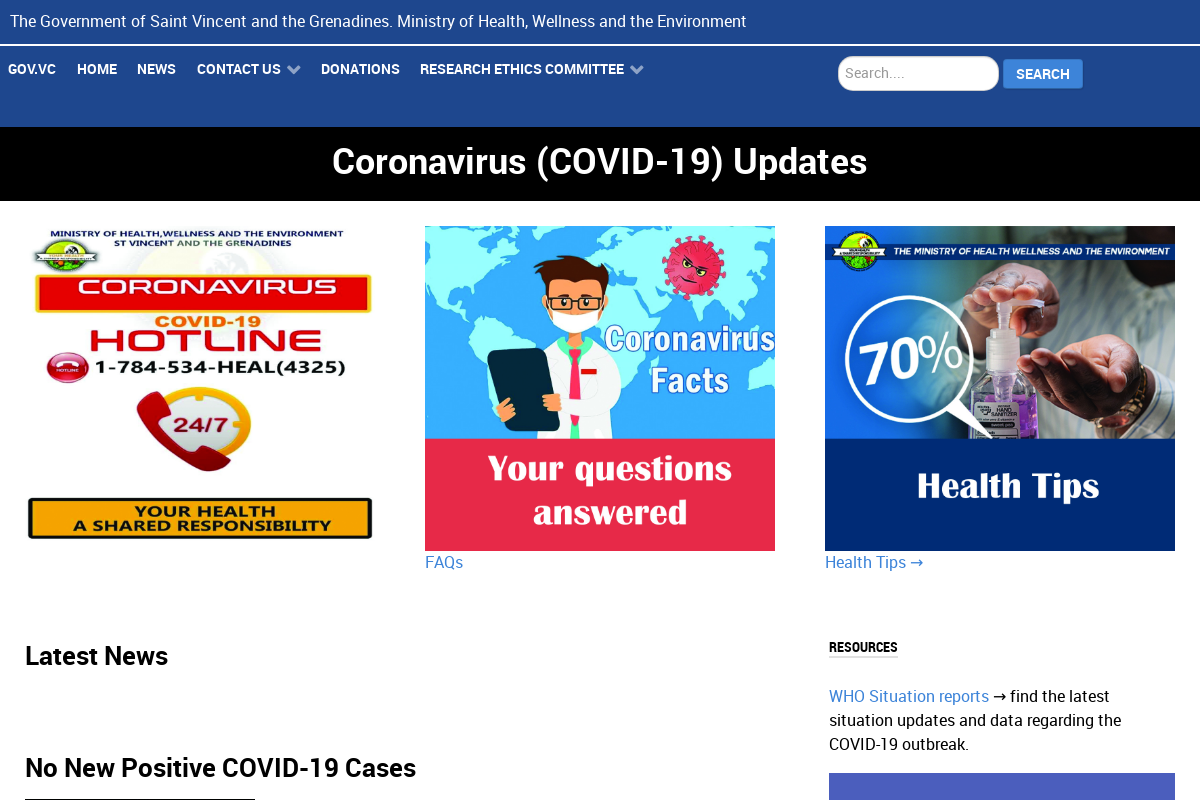 The Government of Saint Vincent and the Grenadines. Ministry of Health, Wellness and the Environment
GOV.VC HOME NEWS CONTACT US DONATIONS RESEARCH ETHICS COMMITTEE
Search.... SEARCH
Coronavirus (COVID-19) Updates
MINISTRY OF HEALTH,WELLNESS AND THE ENVIRONMENT
ST VINCENT AND THE GRENADINES
CORONAVIRUS
COVID-19
HOTLINE
HOTLINE
1-784-534-HEAL(4325)
24/7
YOUR HEALTH
A SHARED RESPONSIBILITY
Coronavirus
Facts
Your questions
answered
FAQs
THE MINISTRY OF HEALTH WELLNESS AND THE ENVIRONMENT
70%
HAND
SANITIZER
Health Tips
Health Tips →
Latest News
No New Positive COVID-19 Cases
RESOURCES
WHO Situation reports → find the latest
situation updates and data regarding the
COVID-19 outbreak.